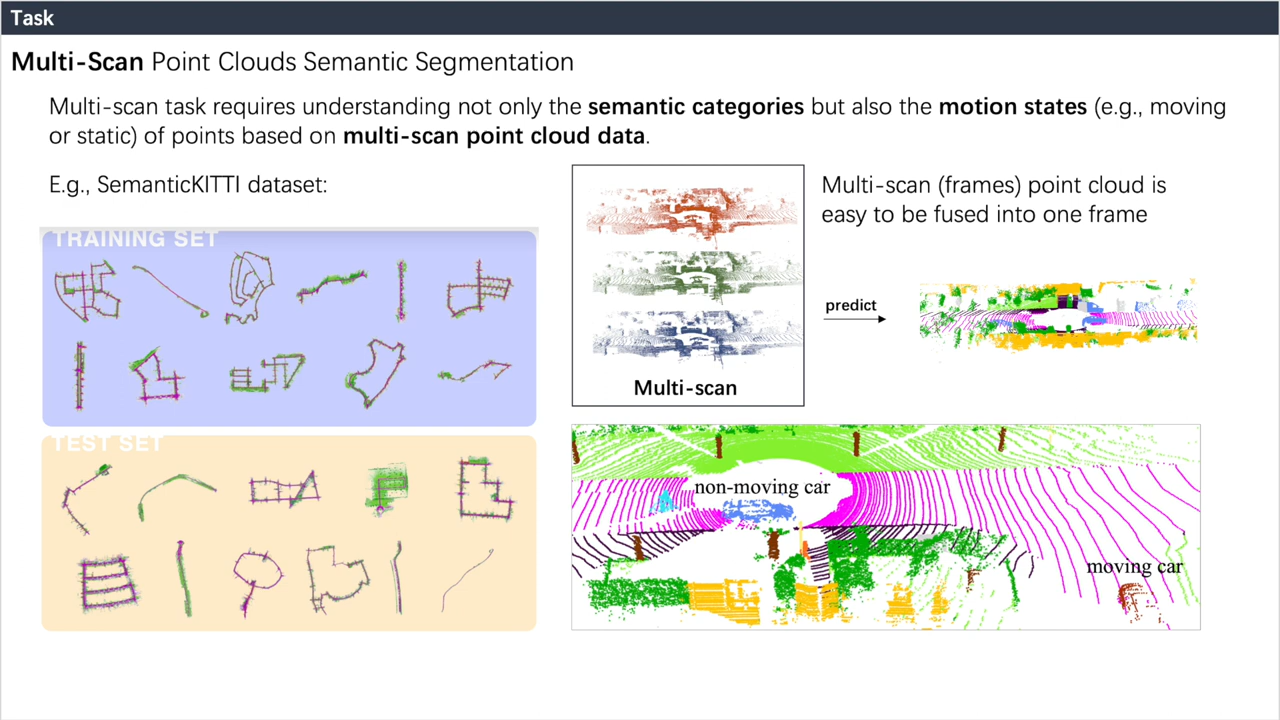 Task
Multi-Scan Point Clouds Semantic Segmentation
Multi-scan task requires understanding not only the semantic categories but also the motion states (e.g., moving
or static) of points based on multi-scan point cloud data.
E.g., SemanticKITTI dataset:
TRAINING SET
TEST SET
Multi-scan
Multi-scan (frames) point cloud is
easy to be fused into one frame
predict
non-moving car
moving car